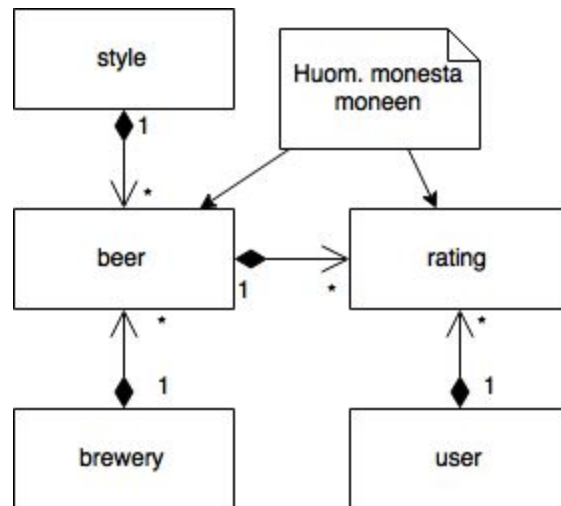 style
Huom. monesta
moneen
1
*
beer
rating
1
*
*
*
1
1
brewery
user